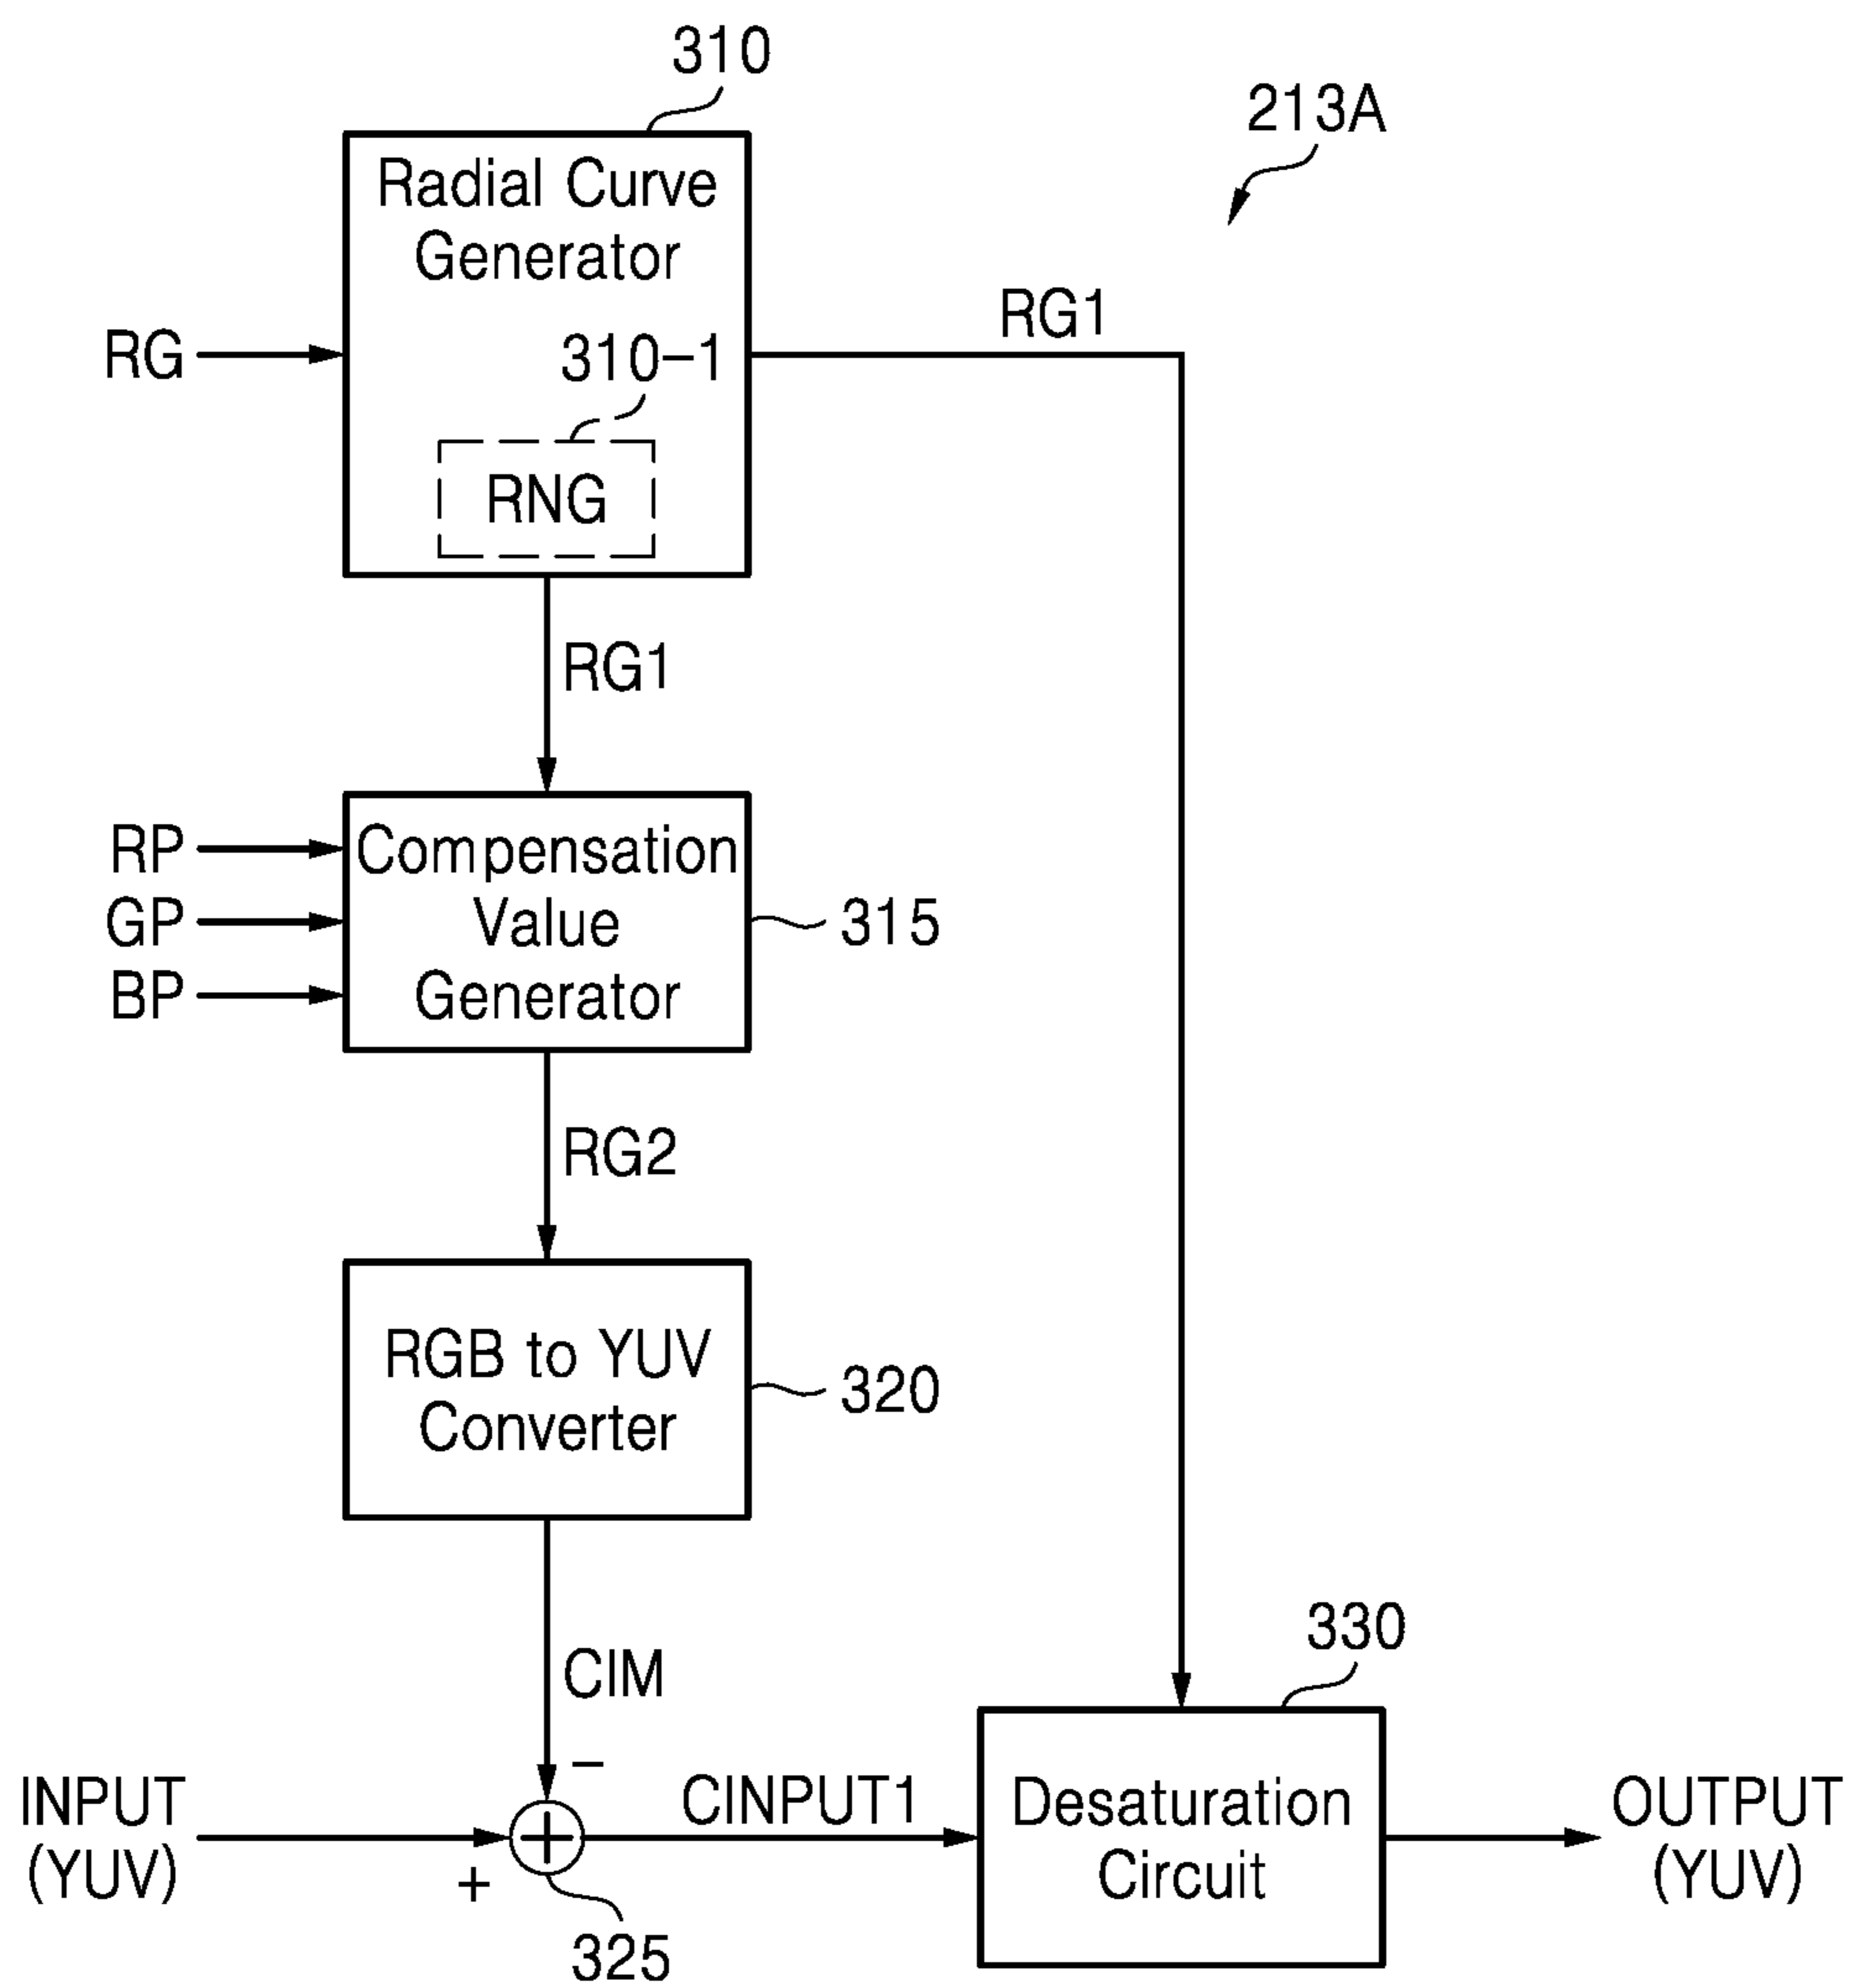 310
213A
Radial Curve
Generator
RG1
RG
310-1
RNG
RG1
RP
GP
BP
Compensation
Value
Generator
315
RG2
RGB to YUV
Converter
320
330
CIM
−
INPUT
(YUV)
+
CINPUT1
Desaturation
Circuit
OUTPUT
(YUV)
325